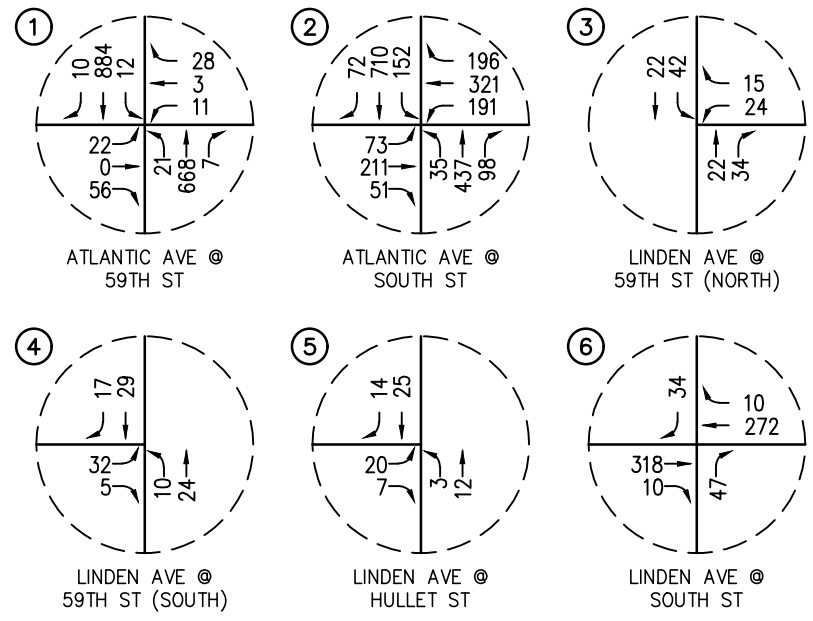 1
10 884 12
28
3
11
22
0
56
21 668 7
ATLANTIC AVE @
59TH ST
2
72 710 152
196
321
191
73
211
51
35 437 98
ATLANTIC AVE @
SOUTH ST
3
22 42
15
24
22 34
LINDEN AVE @
59TH ST (NORTH)
4
17 29
32
5
10 24
LINDEN AVE @
59TH ST (SOUTH)
5
14 25
20
7
3 12
LINDEN AVE @
HULLET ST
6
34
10
272
318
10
47
LINDEN AVE @
SOUTH ST